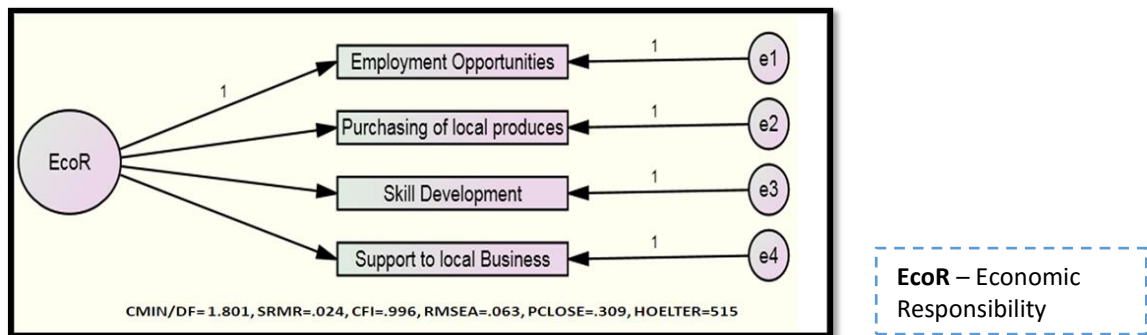 1
Employment Opportunities
1
e1
Purchasing of local produces
1
e2
EcoR
Skill Development
1
e3
Support to local Business
1
e4
CMIN/DF= 1.801, SRMR=.024, CFI=.996, RMSEA=.063, PCLOSE=.309, HOELTER=515
EcoR – Economic
Responsibility